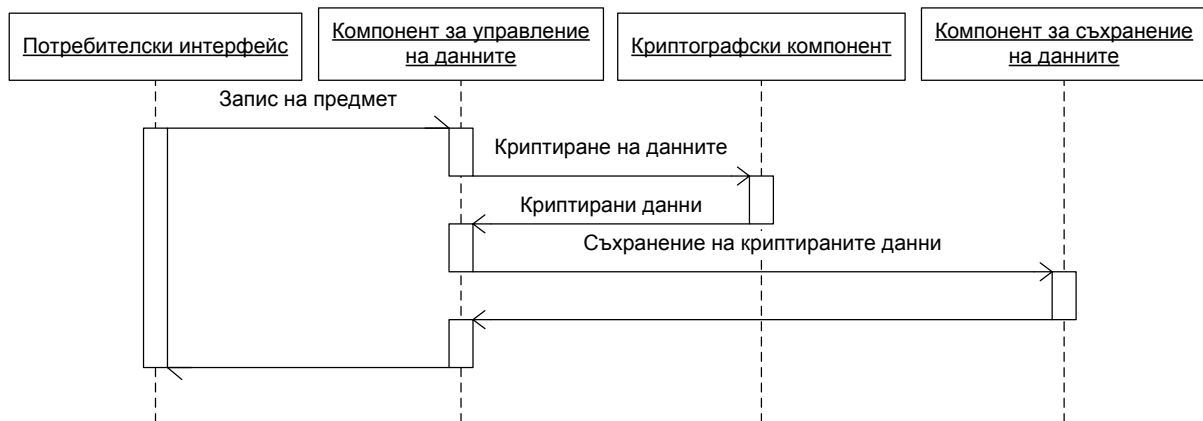 Потребителски интерфейс
Компонент за управление
на данните
Криптографски компонент
Компонент за съхранение
на данните
Запис на предмет
Криптиране на данните
Криптирани данни
Съхранение на криптираните данни